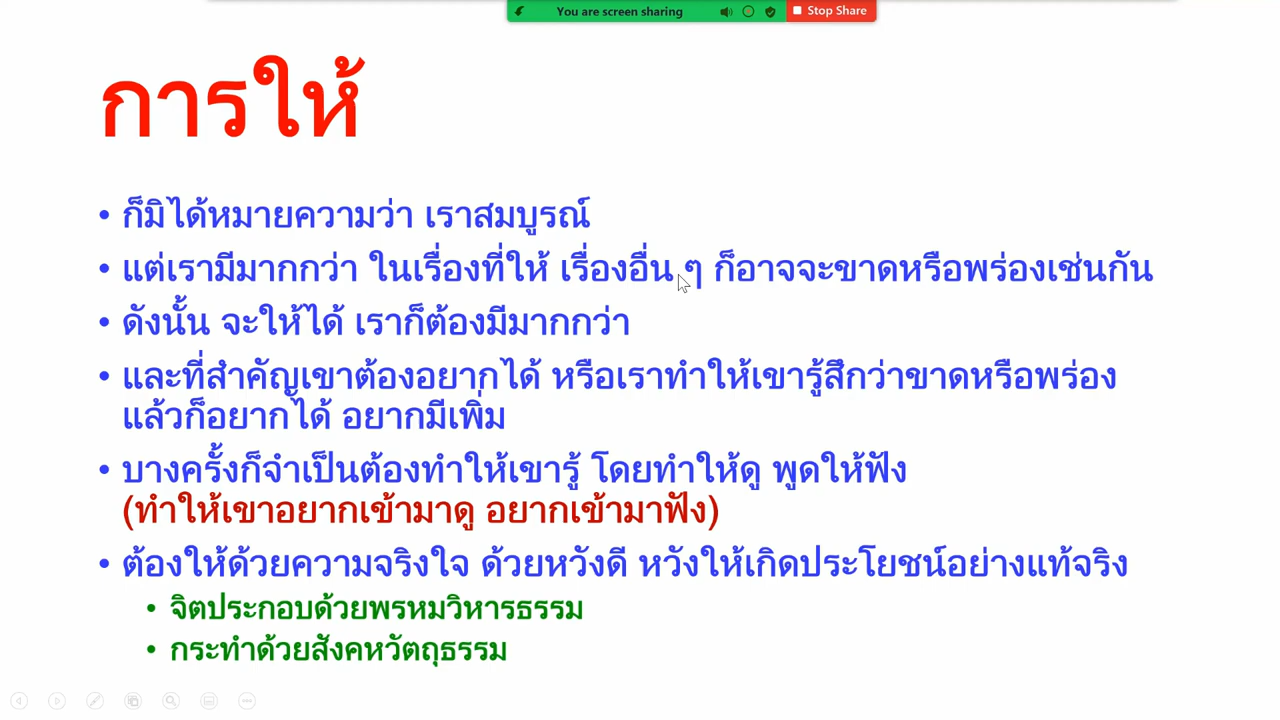 You are screen sharing Stop Share
การให้
• ก็มิได้หมายความว่า เราสมบูรณ์
• แต่เรามีมากกว่า ในเรื่องที่ให้ เรื่องอื่น ๆ ก็อาจจะขาดหรือพร่องเช่นกัน
• ดังนั้น จะให้ได้ เราก็ต้องมีมากกว่า
• และที่สำคัญเขาต้องอยากได้ หรือเราทำให้เขารู้สึกว่าขาดหรือพร่อง
แล้วก็อยากได้ อยากมีเพิ่ม
• บางครั้งก็จำเป็นต้องทำให้เขารู้ โดยทำให้ดู พูดให้ฟัง
(ทำให้เขาอยากเข้ามาดู อยากเข้ามาฟัง)
• ต้องให้ด้วยความจริงใจ ด้วยหวังดี หวังให้เกิดประโยชน์อย่างแท้จริง
• จิตประกอบด้วยพรหมวิหารธรรม
• กระทำด้วยสังคหวัตถุธรรม